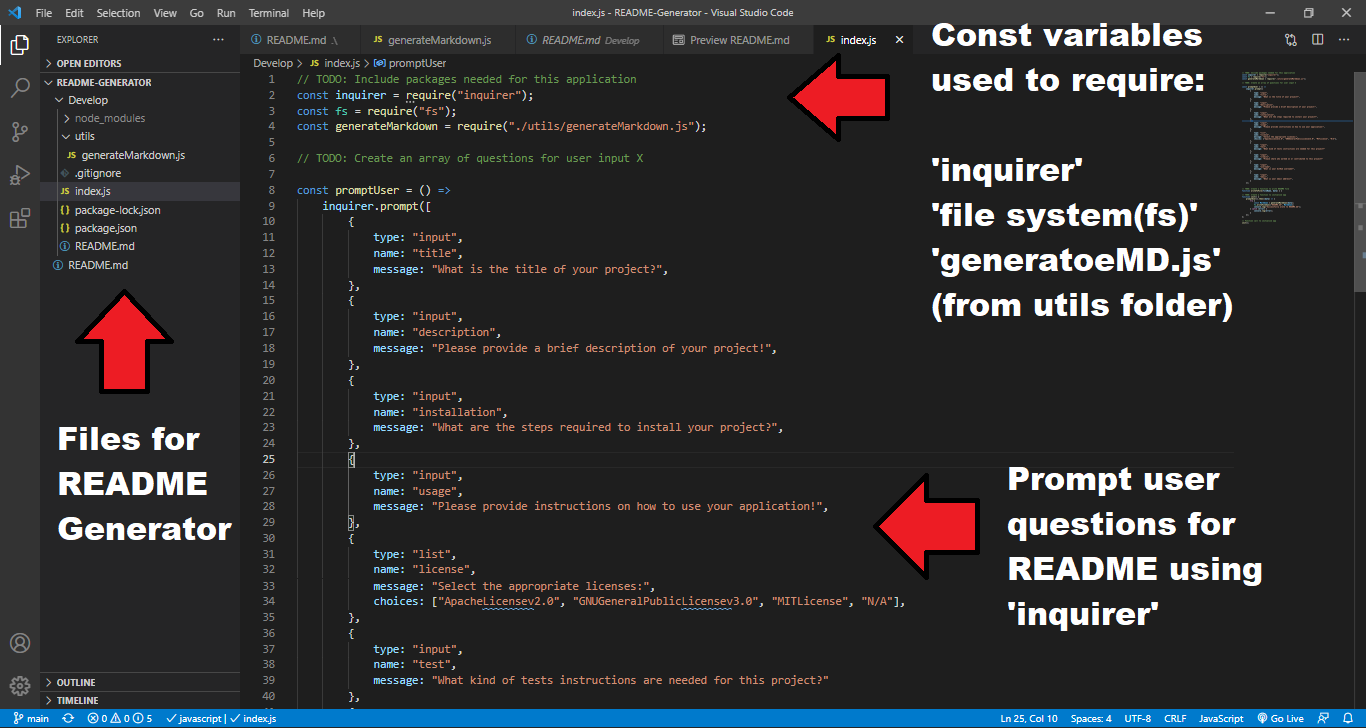 File Edit Selection View Go Run Terminal Help
index.js - README-Generator - Visual Studio Code
EXPLORER ···
OPEN EDITORS
README-GENERATOR
Develop
node_modules
utils
JS generateMarkdown.js
.gitignore
JS index.js
{} package-lock.json
{} package.json
README.md
README.md
Files for
README
Generator
OUTLINE
TIMELINE
README.md .\ JS generateMarkdown.js README.md Develop Preview README.md JS index.js
Develop > JS index.js > promptUser
1 // TODO: Include packages needed for this application
2 const inquirer = require("inquirer");
3 const fs = require("fs");
4 const generateMarkdown = require("./utils/generateMarkdown.js");
5
6 // TODO: Create an array of questions for user input X
7
8 const promptUser = () =>
9 inquirer.prompt([
10 {
11 type: "input",
12 name: "title",
13 message: "What is the title of your project?",
14 },
15 {
16 type: "input",
17 name: "description",
18 message: "Please provide a brief description of your project!",
19 },
20 {
21 type: "input",
22 name: "installation",
23 message: "What are the steps required to install your project?",
24 },
25 {
26 type: "input",
27 name: "usage",
28 message: "Please provide instructions on how to use your application!",
29 },
30 {
31 type: "list",
32 name: "license",
33 message: "Select the appropriate licenses:",
34 choices: ["ApacheLicensev2.0", "GNUGeneralPublicLicensev3.0", "MITLicense", "N/A"],
35 },
36 {
37 type: "input",
38 name: "test",
39 message: "What kind of tests instructions are needed for this project?"
40 },
Const variables
used to require:
'inquirer'
'file system(fs)'
'generatoeMD.js'
(from utils folder)
Prompt user
questions for
README using
'inquirer'
main 0 0 5 javascript | index.js Ln 25, Col 10 Spaces: 4 UTF-8 CRLF JavaScript Go Live